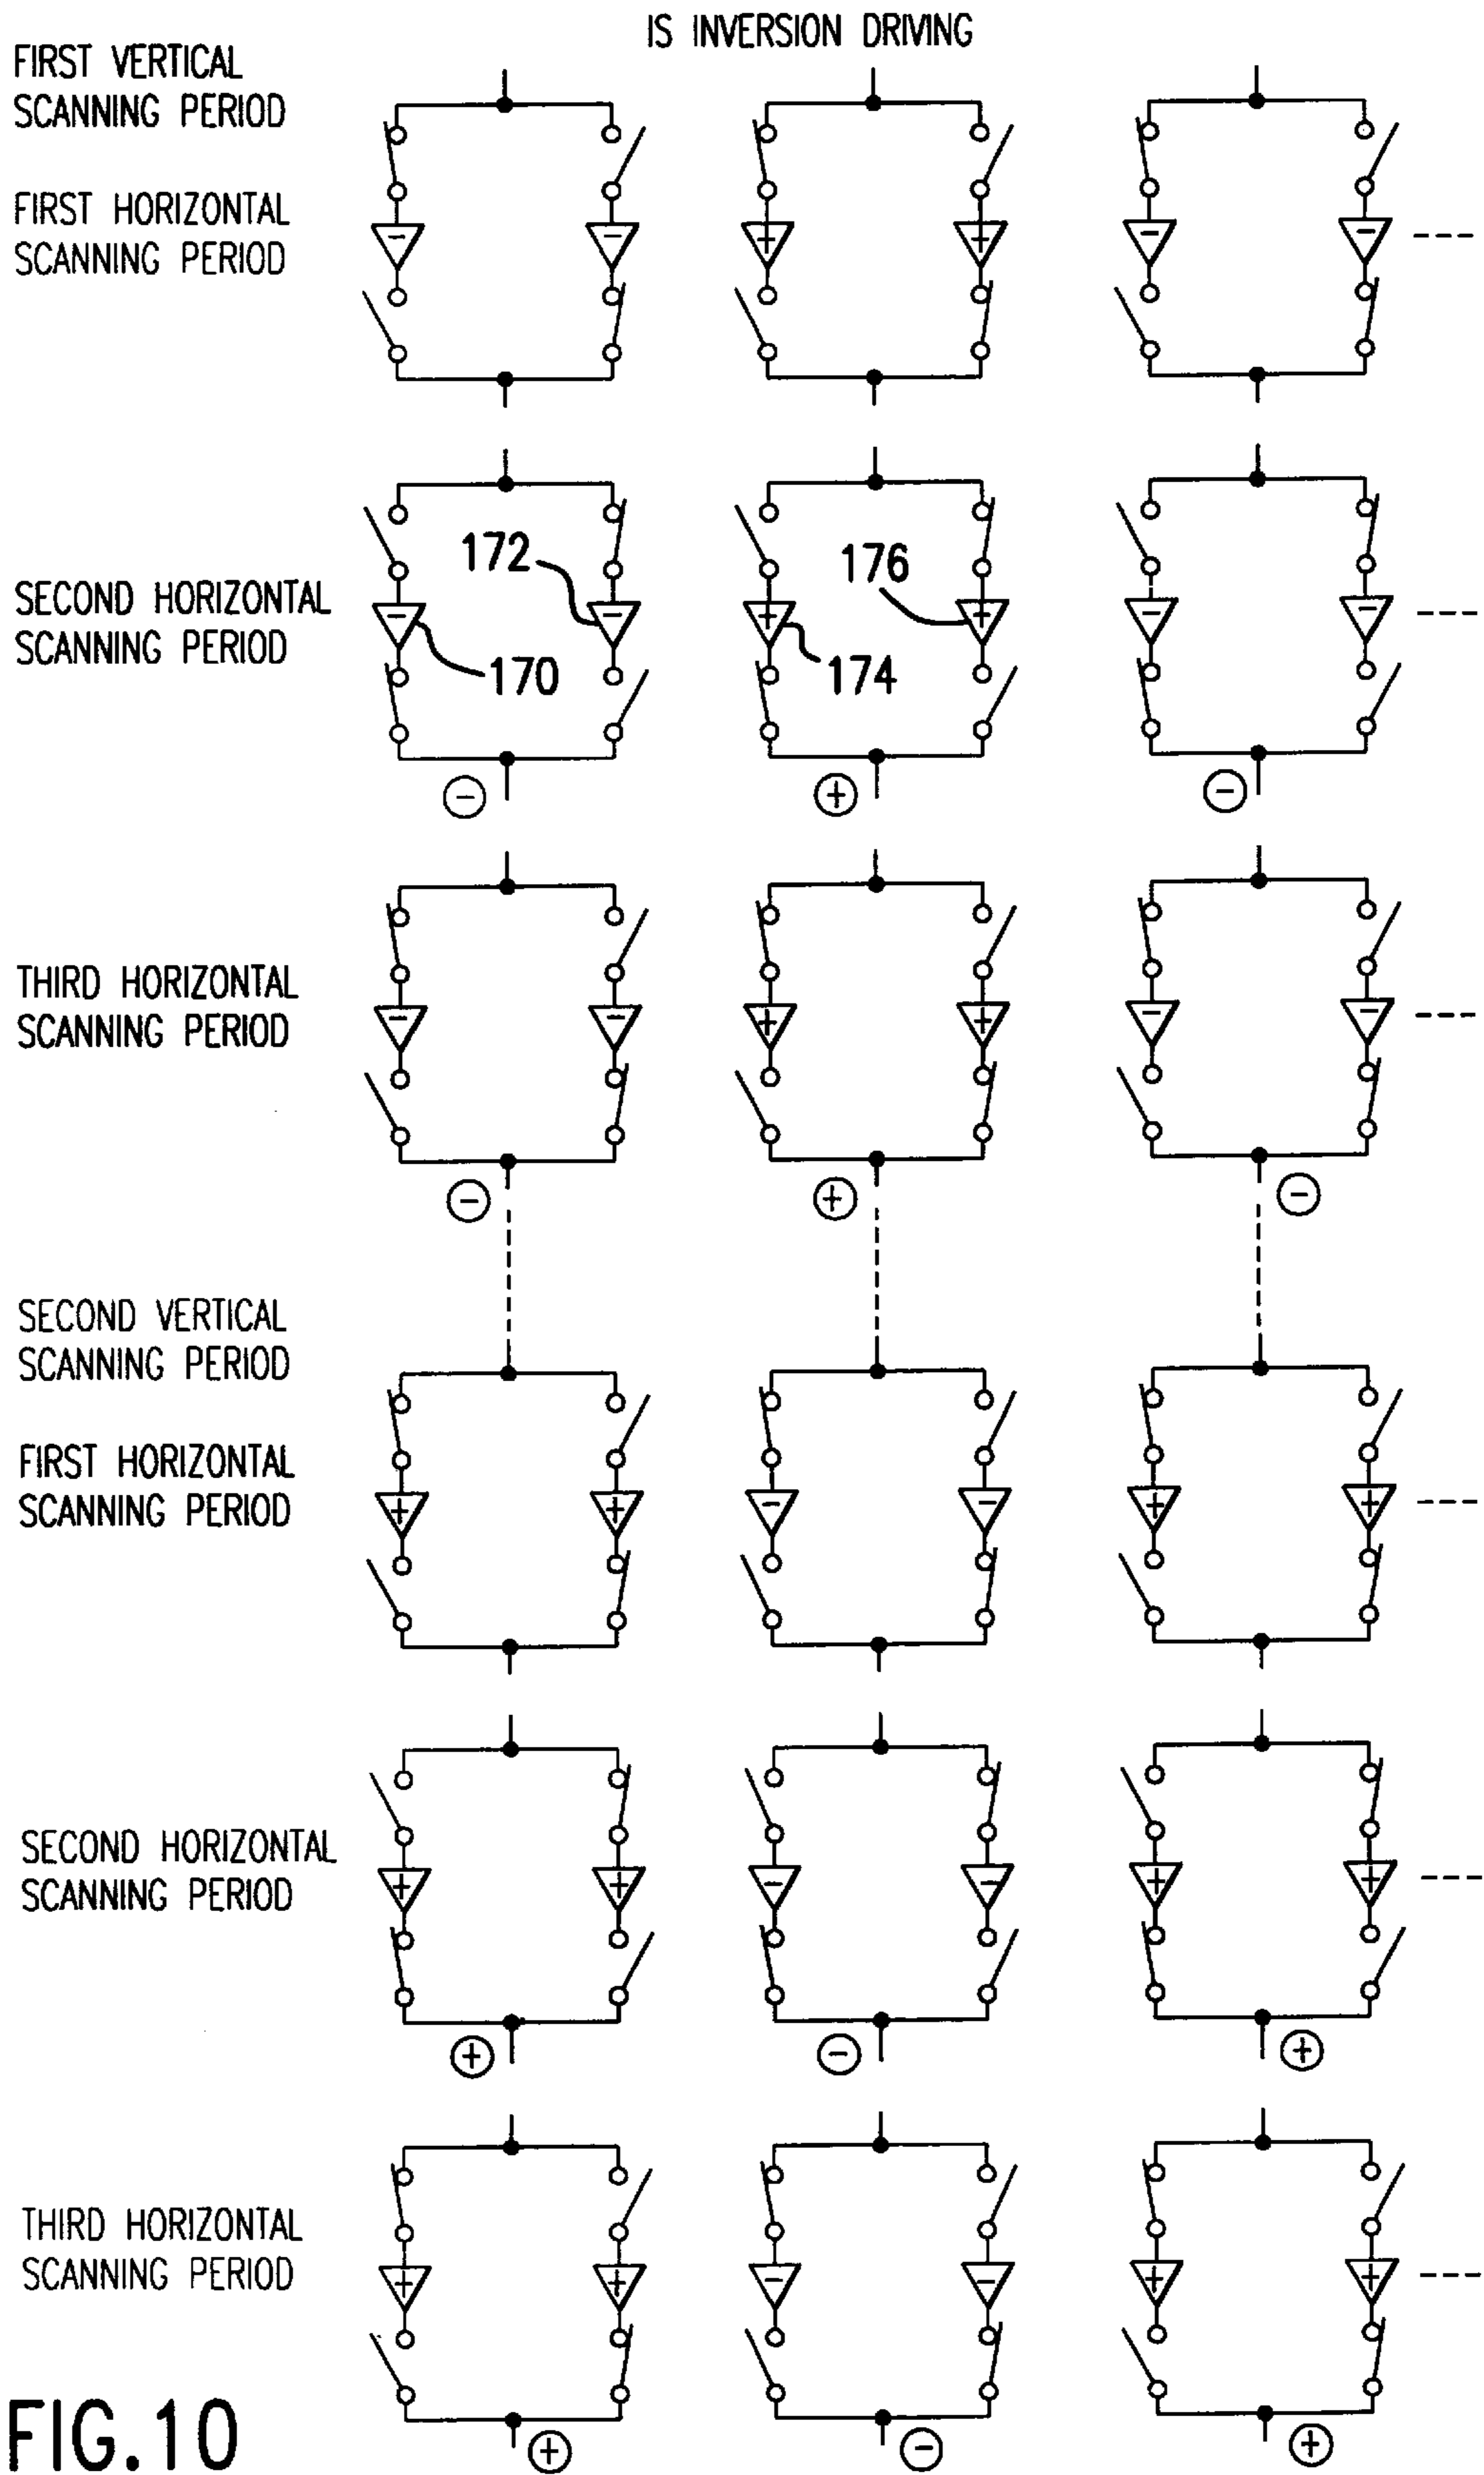 IS INVERSION DRIVING
FIRST VERTICAL
SCANNING PERIOD
FIRST HORIZONTAL
SCANNING PERIOD
- - + + - -
---
SECOND HORIZONTAL
SCANNING PERIOD
172
176
- - + + - -
---
170
174
- + -
THIRD HORIZONTAL
SCANNING PERIOD
- - + + - -
---
- + -
SECOND VERTICAL
SCANNING PERIOD
FIRST HORIZONTAL
SCANNING PERIOD
+ + - - + +
---
SECOND HORIZONTAL
SCANNING PERIOD
+ + - - + +
---
+ - +
THIRD HORIZONTAL
SCANNING PERIOD
+ + - - + +
---
+ - +
FIG.10